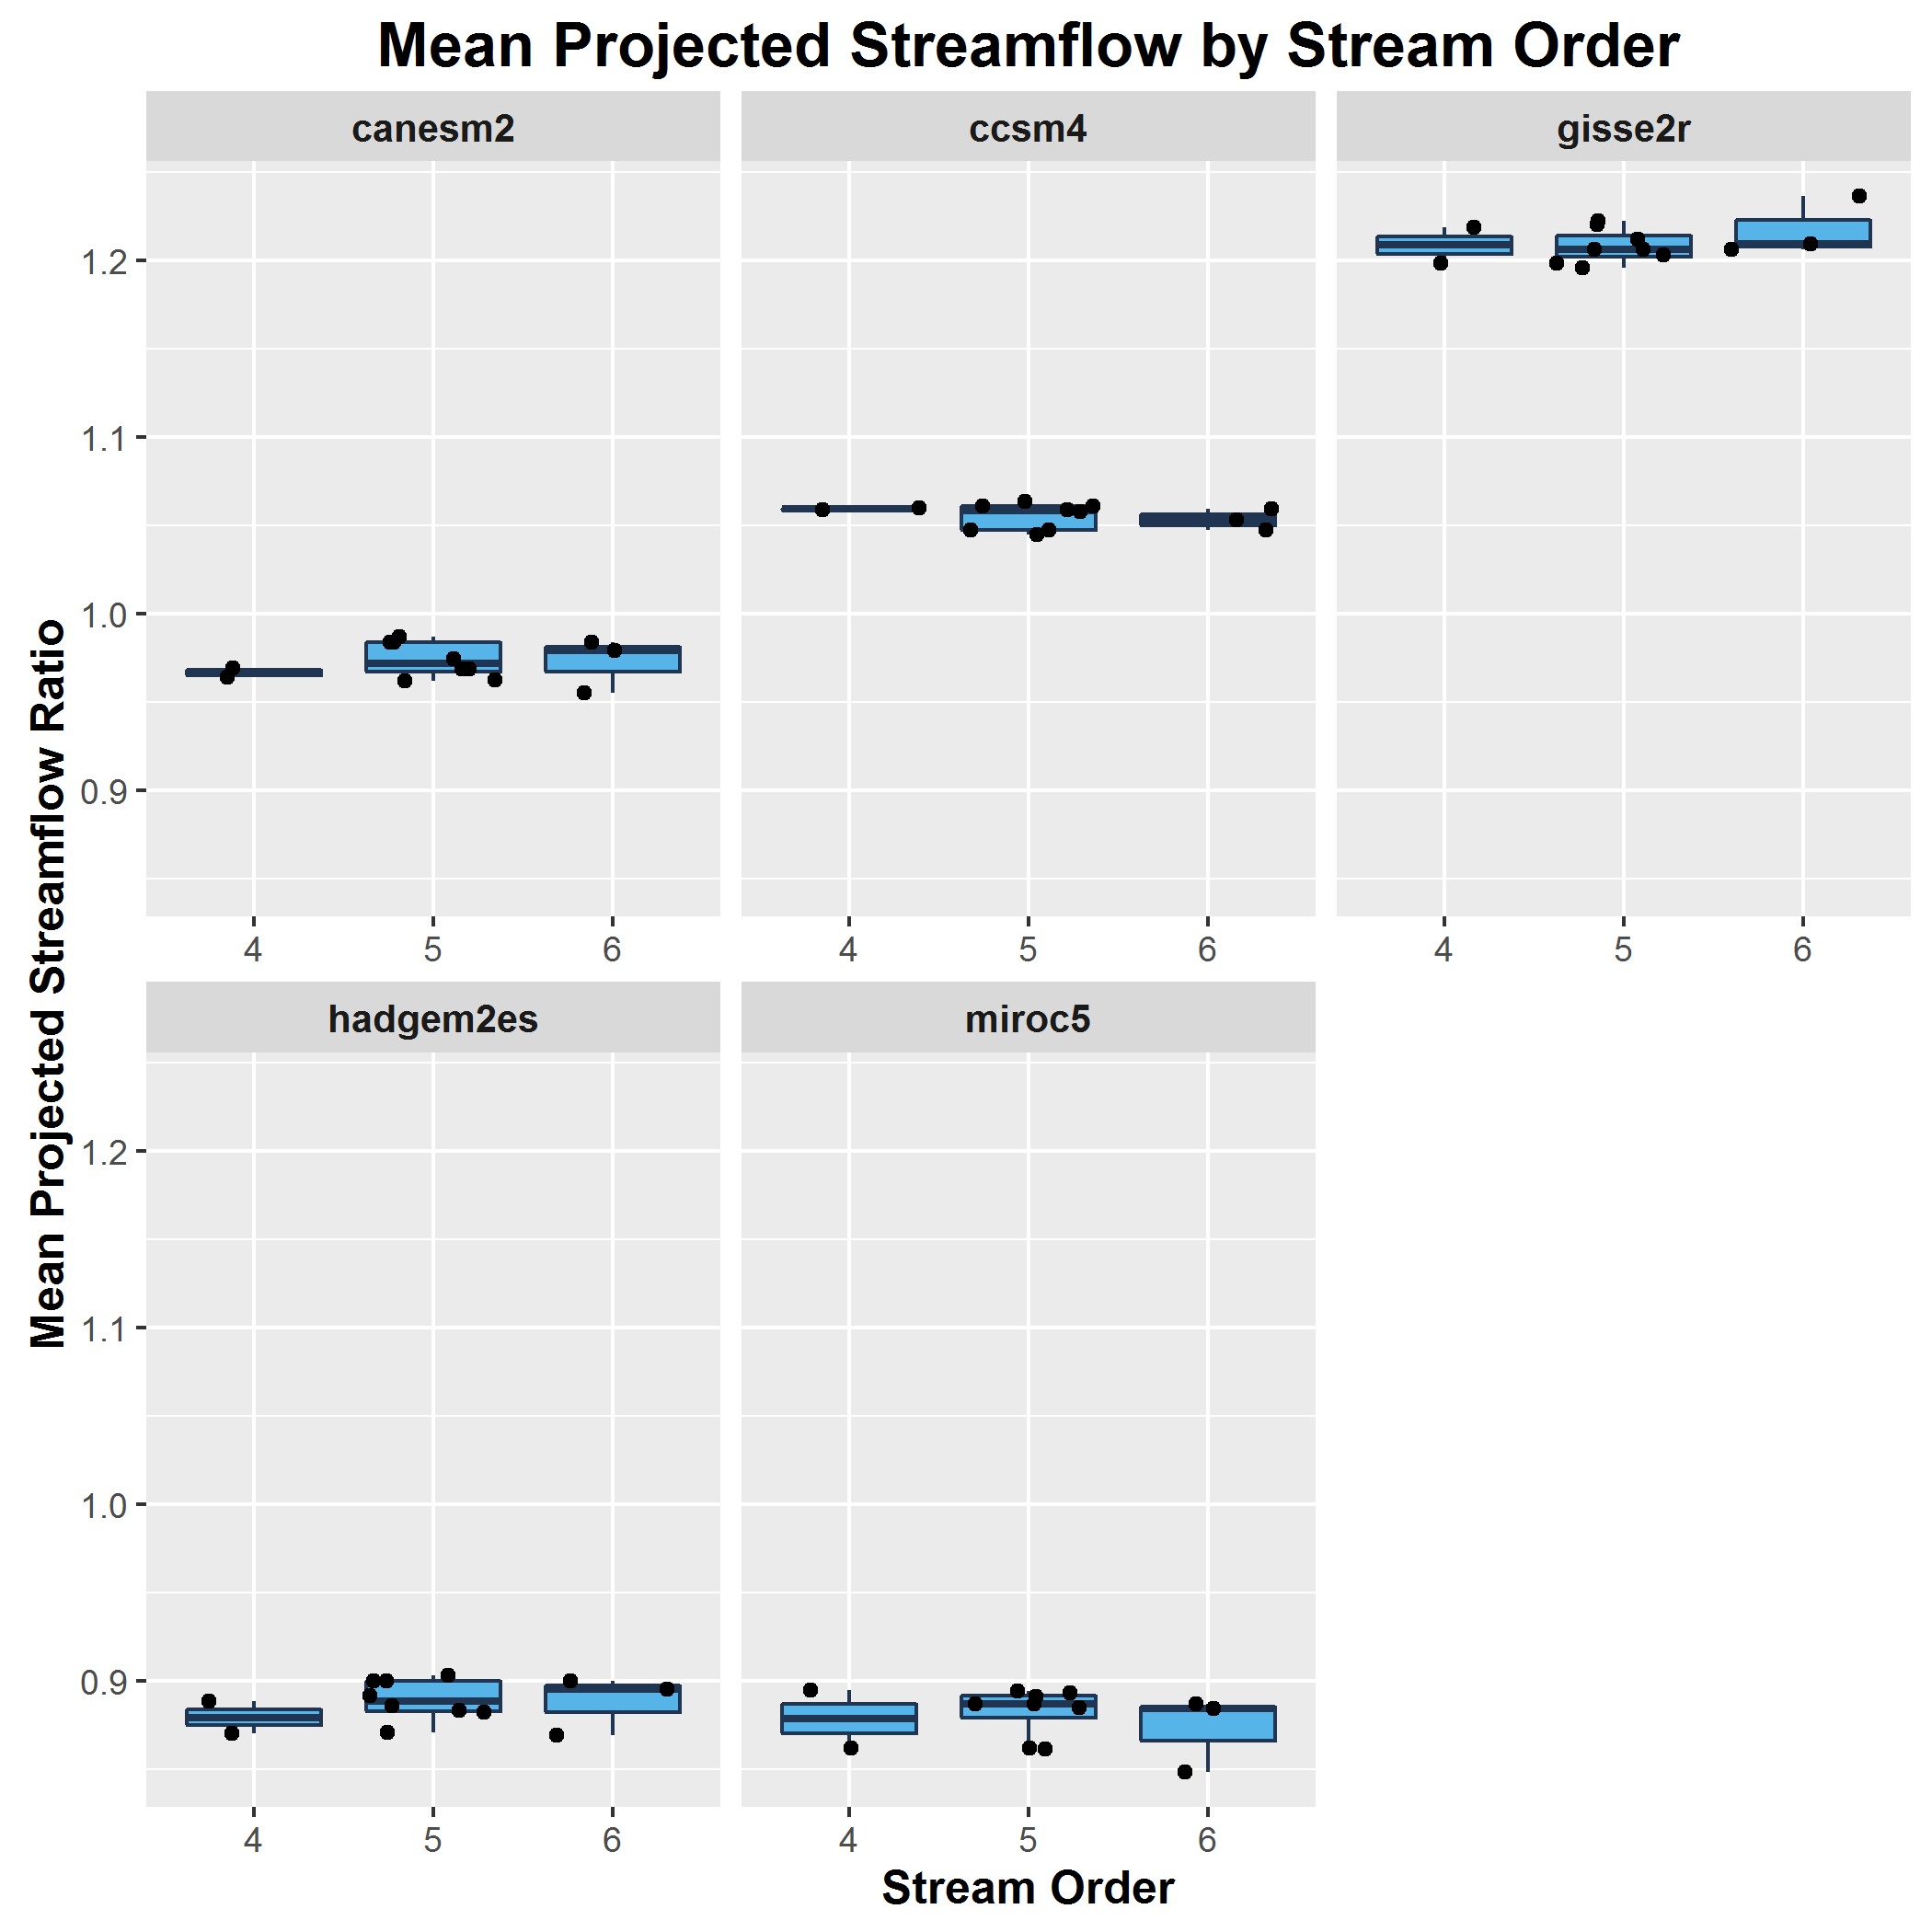 Mean Projected Streamflow by Stream Order
canesm2
ccsm4
gisse2r
Mean Projected Streamflow Ratio
1.2
1.1
1.0
0.9
4 5 6
4 5 6
4 5 6
hadgem2es
miroc5
1.2
1.1
1.0
0.9
4 5 6
4 5 6
Stream Order